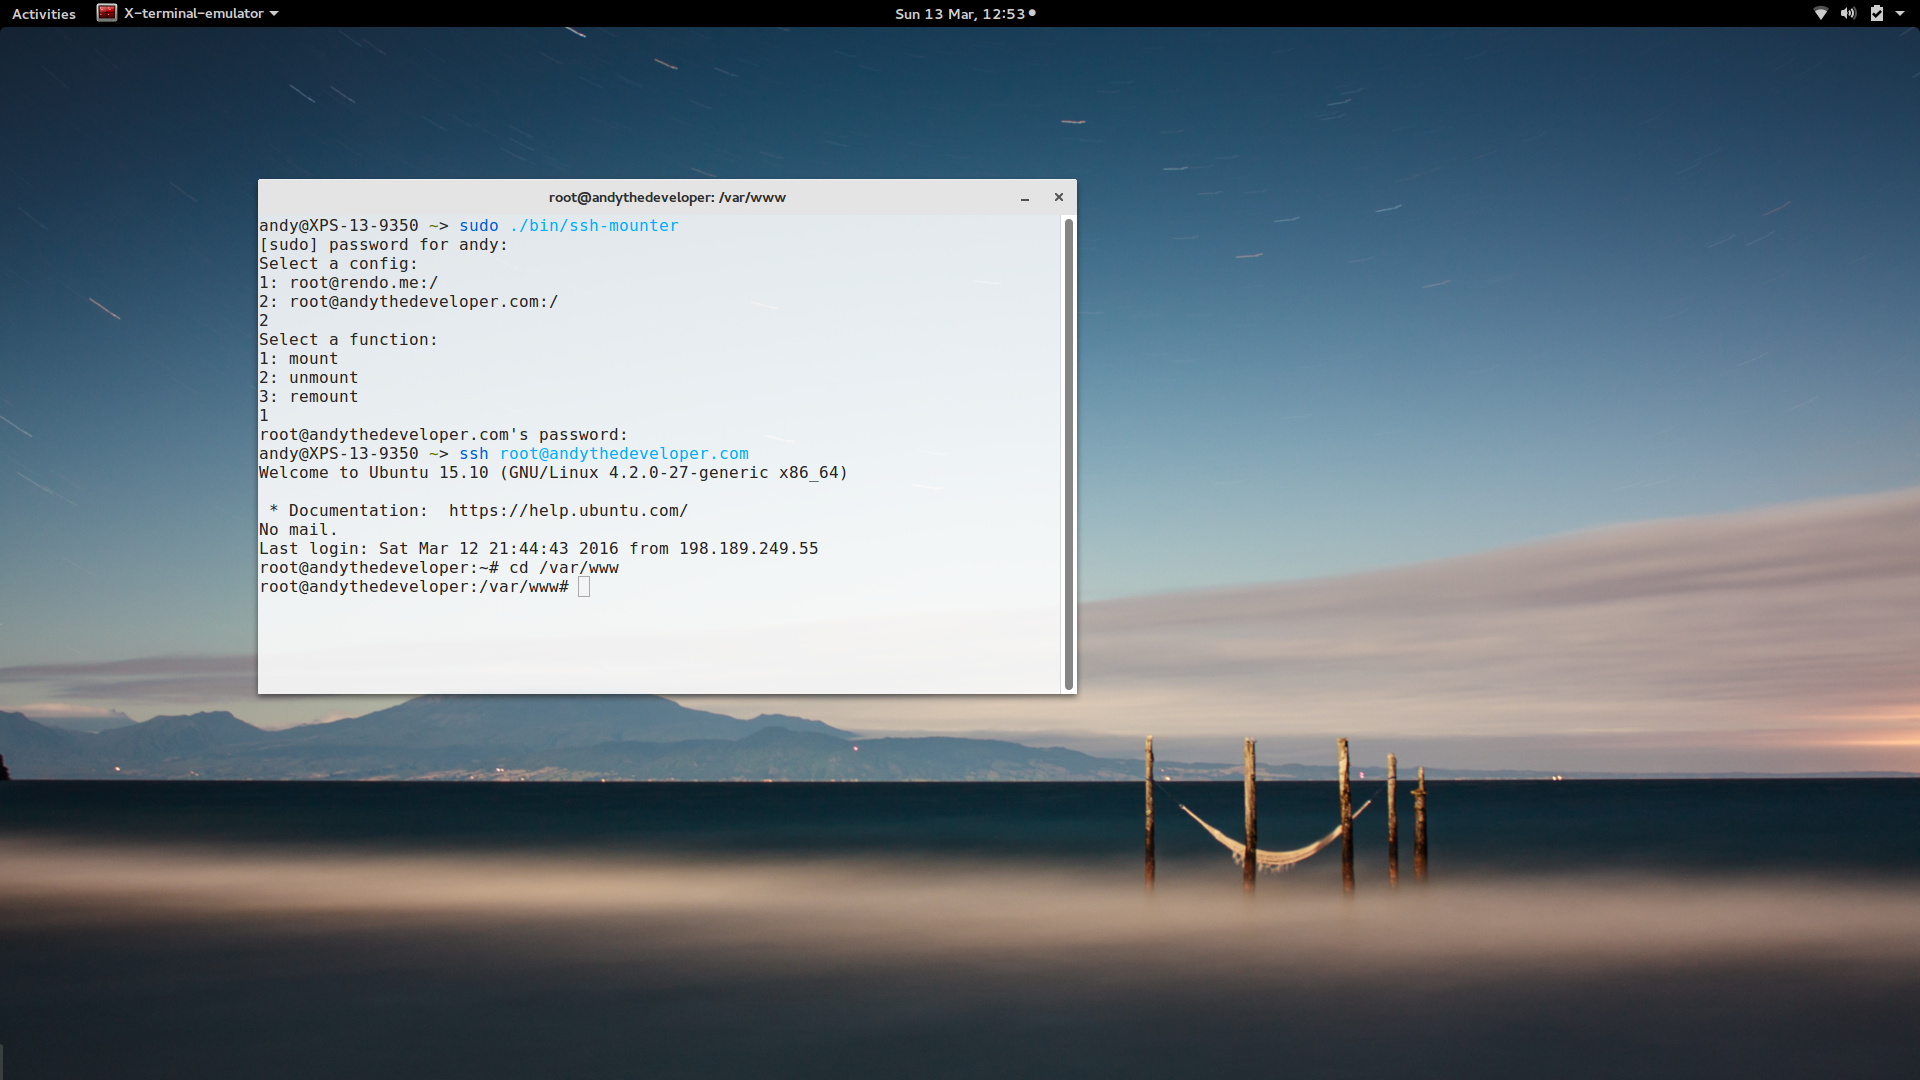 Activities X-terminal-emulator Sun 13 Mar, 12:53
root@andythedeveloper: /var/www
andy@XPS-13-9350 ~> sudo ./bin/ssh-mounter
[sudo] password for andy:
Select a config:
1: root@rendo.me:/
2: root@andythedeveloper.com:/
2
Select a function:
1: mount
2: unmount
3: remount
1
root@andythedeveloper.com's password:
andy@XPS-13-9350 ~> ssh root@andythedeveloper.com
Welcome to Ubuntu 15.10 (GNU/Linux 4.2.0-27-generic x86_64)
 * Documentation:  https://help.ubuntu.com/
No mail.
Last login: Sat Mar 12 21:44:43 2016 from 198.189.249.55
root@andythedeveloper:~# cd /var/www
root@andythedeveloper:/var/www#